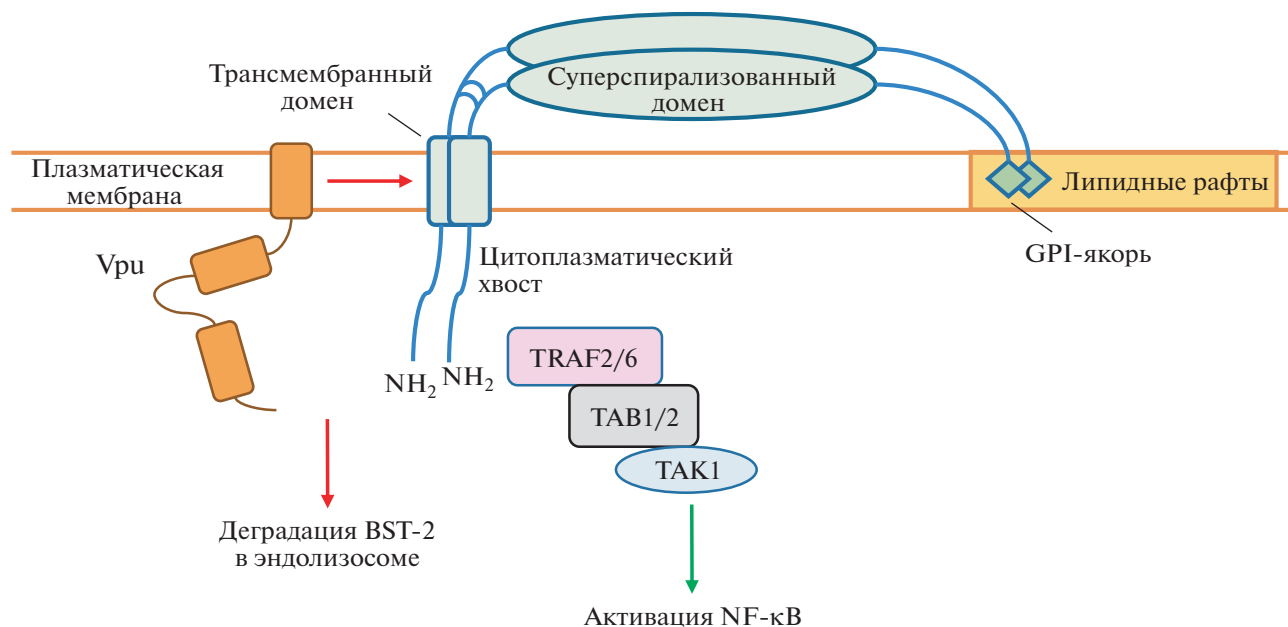 Трансмембранный
домен
Суперспирализованный
домен
Плазматическая
мембрана
Липидные рафты
GPI-якорь
Vpu
Цитоплазматический
хвост
NH₂ NH₂
TRAF2/6
TAB1/2
TAK1
Деградация BST-2
в эндолизосоме
Активация NF-κB